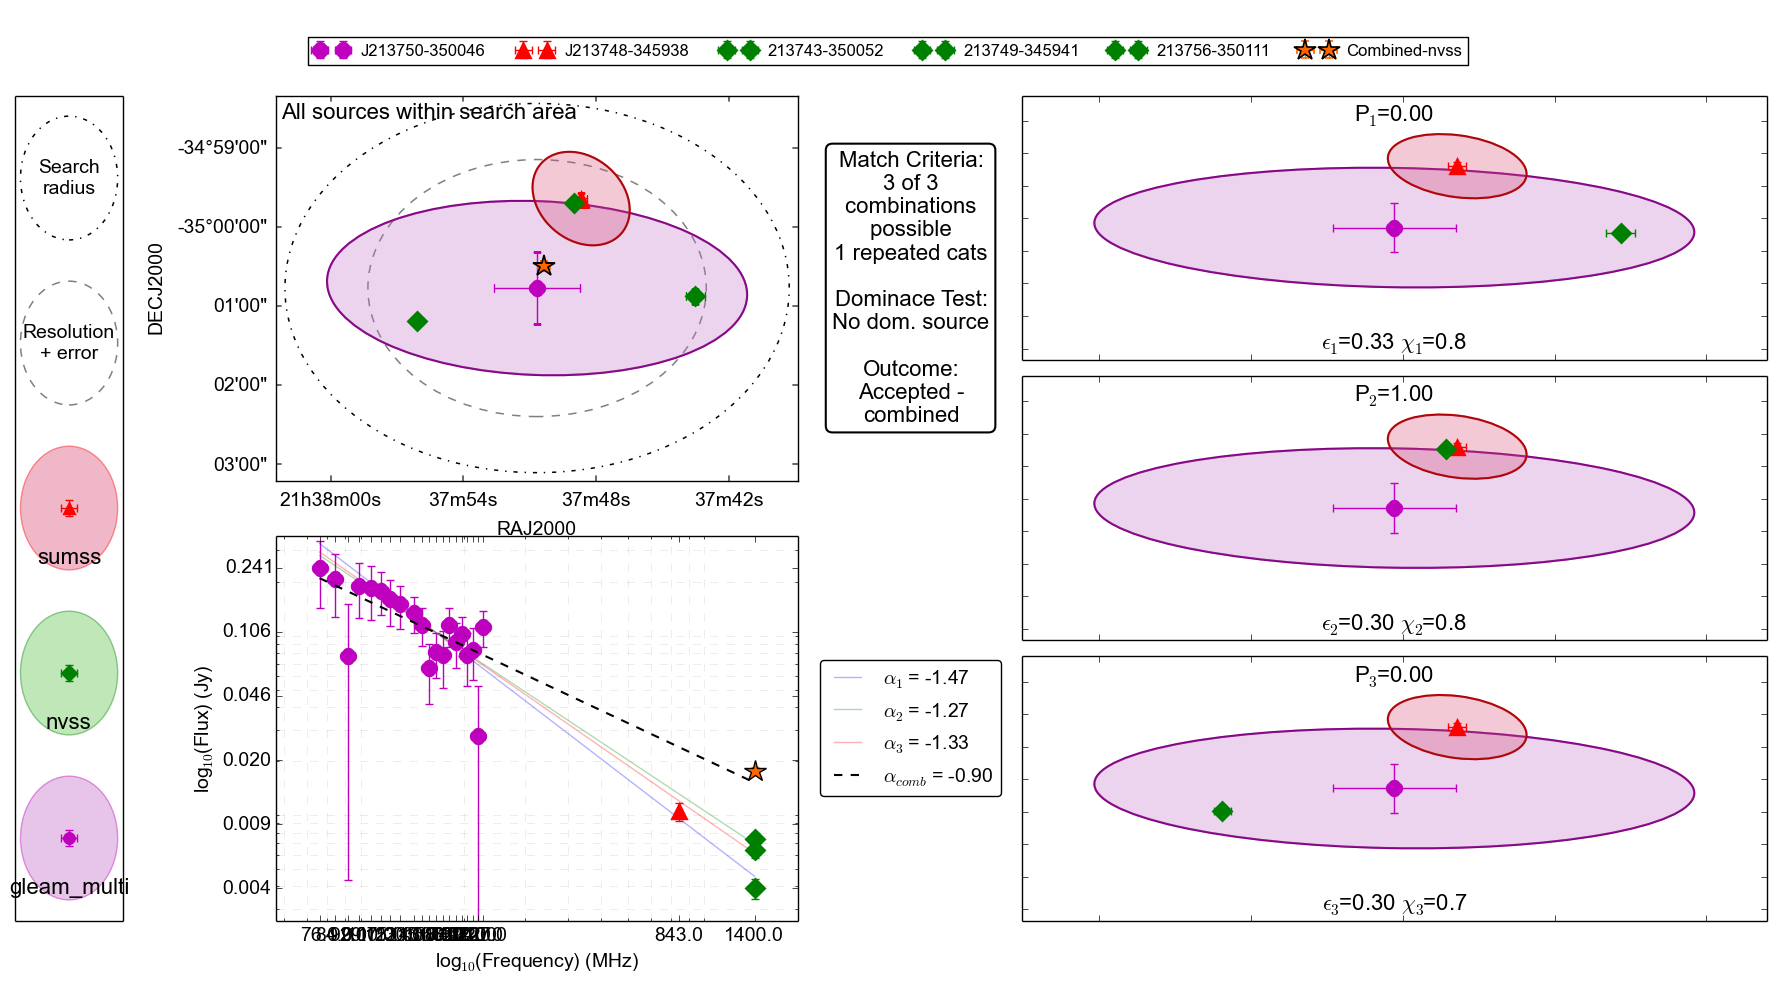 J213750-350046 J213748-345938 213743-350052 213749-345941 213756-350111 Combined-nvss
Search
radius
Resolution
+ error
sumss
nvss
gleam_multi
All sources within search area
DECJ2000
-34°59'00"
-35°00'00"
01'00"
02'00"
03'00"
21h38m00s 37m54s 37m48s 37m42s
RAJ2000
log10(Flux) (Jy)
0.241
0.106
0.046
0.020
0.009
0.004
843.0 1400.0
log10(Frequency) (MHz)
Match Criteria:
3 of 3
combinations
possible
1 repeated cats
Dominace Test:
No dom. source
Outcome:
Accepted -
combined
α1 = -1.47
α2 = -1.27
α3 = -1.33
αcomb = -0.90
P1=0.00
ϵ1=0.33 χ1=0.8
P2=1.00
ϵ2=0.30 χ2=0.8
P3=0.00
ϵ3=0.30 χ3=0.7